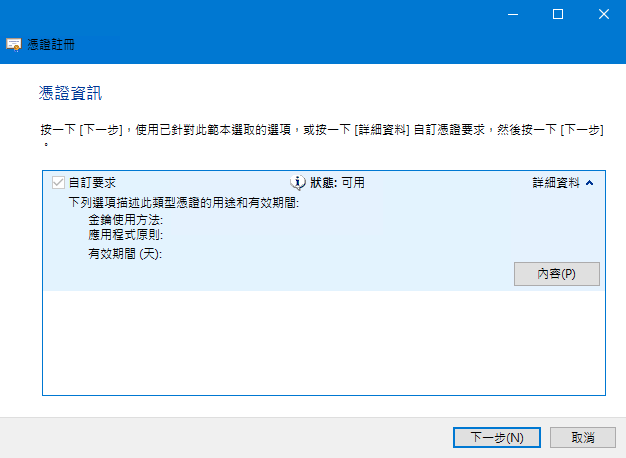 憑證註冊
憑證資訊
按一下 [下一步]，使用已針對此範本選取的選項，或按一下 [詳細資料] 自訂憑證要求，然後按一下 [下一步]
。
自訂要求 狀態: 可用 詳細資料
下列選項描述此類型憑證的用途和有效期間:
金鑰使用方法:
應用程式原則:
有效期間 (天):
內容(P)
下一步(N) 取消